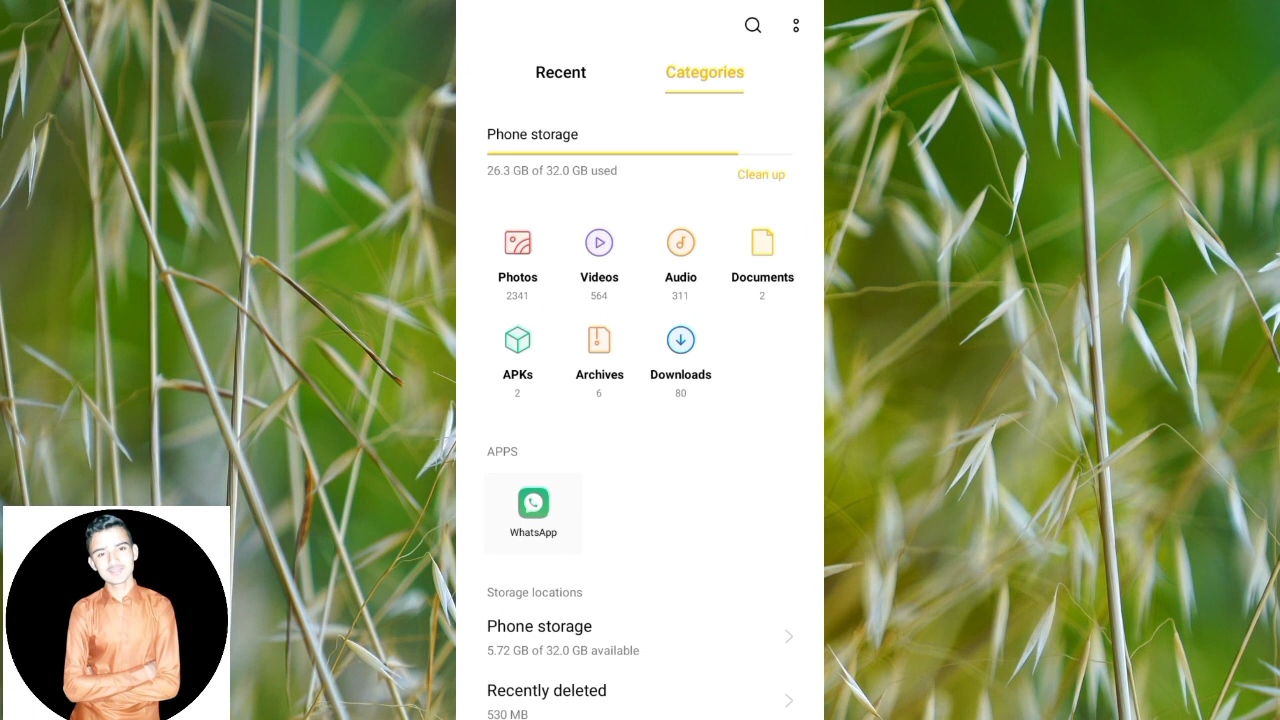 Recent Categories
Phone storage
26.3 GB of 32.0 GB used Clean up
Photos Videos Audio Documents
2341 564 311 2
APKs Archives Downloads
2 6 80
APPS
WhatsApp
Storage locations
Phone storage
5.72 GB of 32.0 GB available
Recently deleted
530 MB